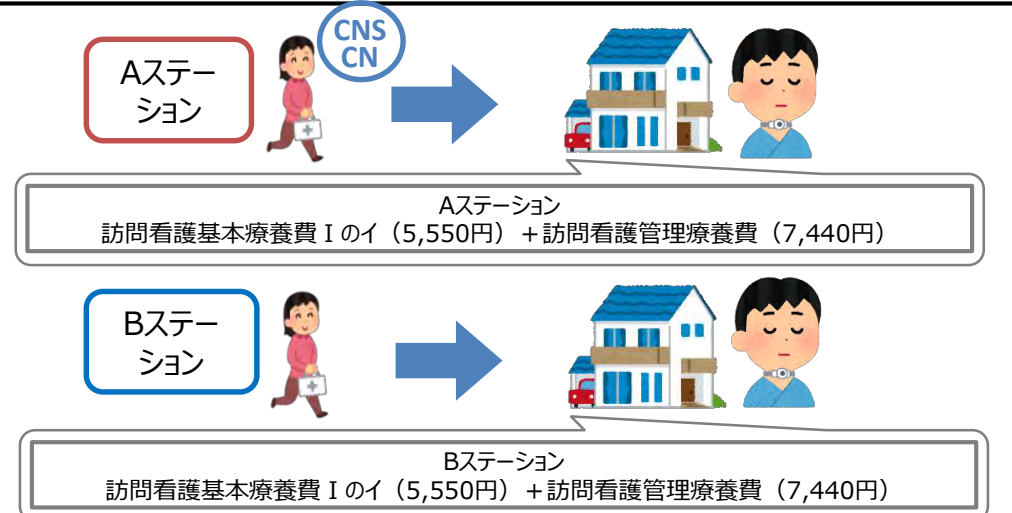 CNS
CN
Aステー
ション
Aステーション
訪問看護基本療養費Ⅰのイ（5,550円）＋訪問看護管理療養費（7,440円）
Bステー
ション
Bステーション
訪問看護基本療養費Ⅰのイ（5,550円）＋訪問看護管理療養費（7,440円）